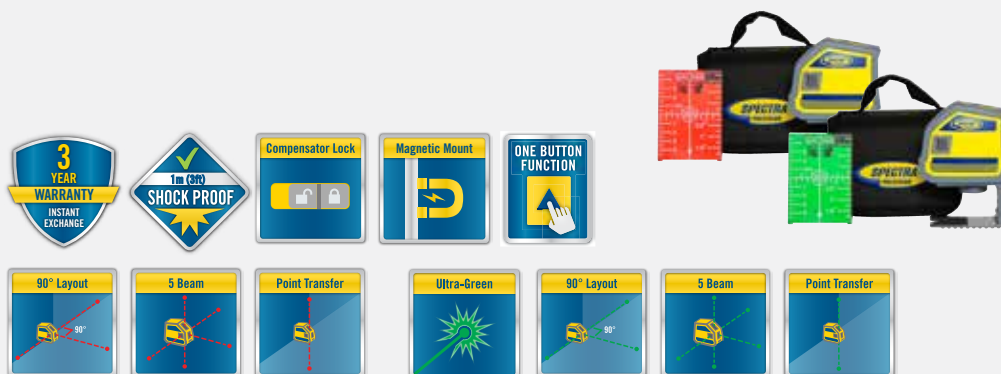 SPECTRA
SPECTRA
3
YEAR
WARRANTY
INSTANT
EXCHANGE
1m (3ft)
SHOCK PROOF
Compensator Lock
Magnetic Mount
ONE BUTTON
FUNCTION
90° Layout
90°
5 Beam
Point Transfer
Ultra-Green
90° Layout
90°
5 Beam
Point Transfer